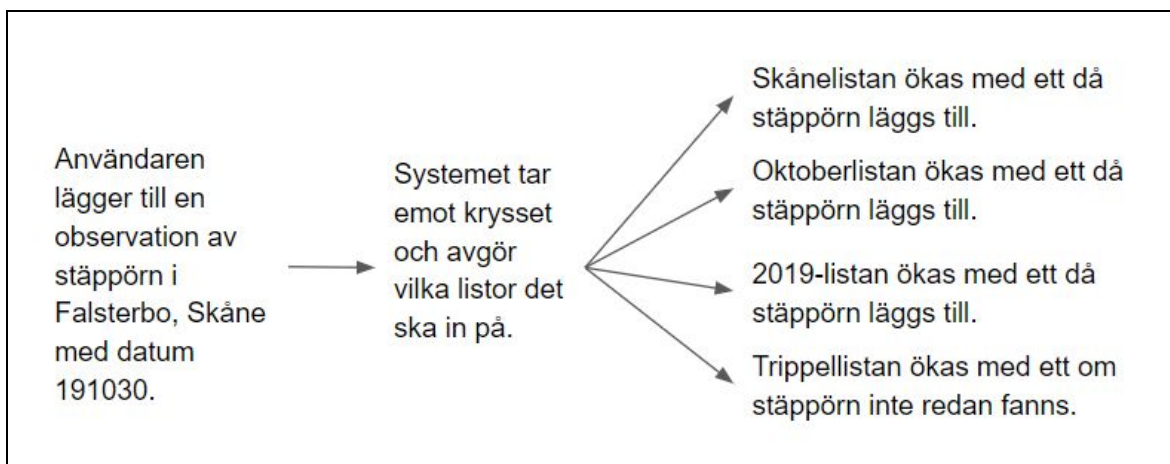 Användaren
lägger till en
observation av
stäppörn i
Falsterbo, Skåne
med datum
191030.
Systemet tar
emot krysset
och avgör
vilka listor det
ska in på.
Skånelistan ökas med ett då
stäppörn läggs till.
Oktoberlistan ökas med ett då
stäppörn läggs till.
2019-listan ökas med ett då
stäppörn läggs till.
Trippellistan ökas med ett om
stäppörn inte redan fanns.